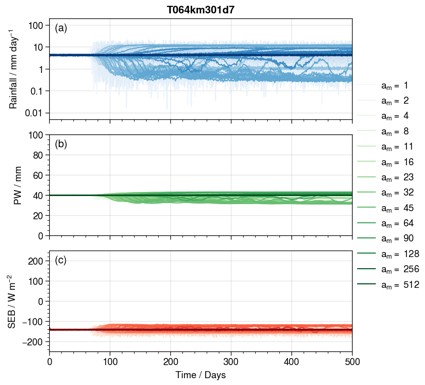 T064km301d7
(a)
Rainfall / mm day⁻¹
10
1
0.1
0.01
(b)
PW / mm
100
80
60
40
20
0
(c)
SEB / W m⁻²
200
100
0
−100
−200
0 100 200 300 400 500
Time / Days
aₘ = 1
aₘ = 2
aₘ = 4
aₘ = 8
aₘ = 11
aₘ = 16
aₘ = 23
aₘ = 32
aₘ = 45
aₘ = 64
aₘ = 90
aₘ = 128
aₘ = 256
aₘ = 512